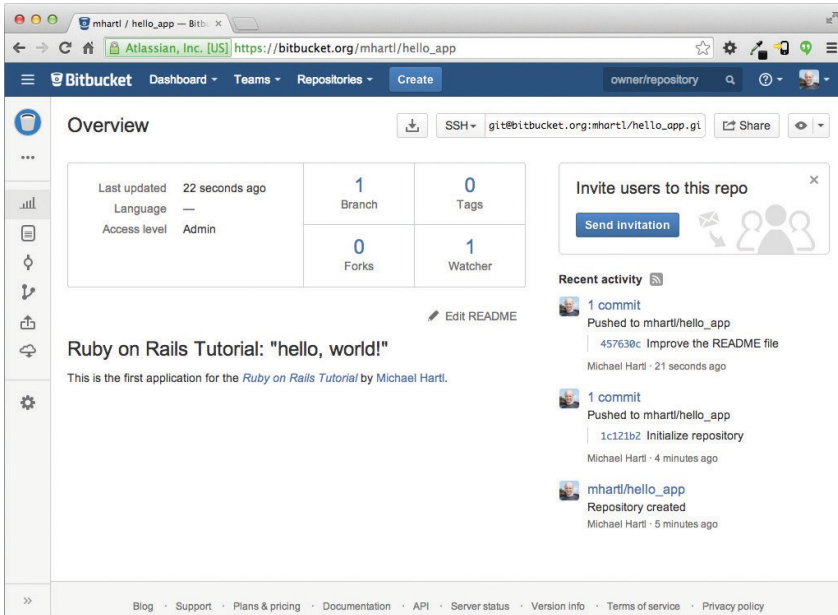 mhartl / hello_app — Bitb
Atlassian, Inc. [US] https://bitbucket.org/mhartl/hello_app
Bitbucket Dashboard Teams Repositories Create owner/repository
Overview
SSH git@bitbucket.org:mhartl/hello_app.gi Share
Last updated 22 seconds ago
Language —
Access level Admin
1
Branch
0
Tags
0
Forks
1
Watcher
Invite users to this repo
Send invitation
Edit README
Ruby on Rails Tutorial: "hello, world!"
This is the first application for the Ruby on Rails Tutorial by Michael Hartl.
Recent activity
1 commit
Pushed to mhartl/hello_app
457630c Improve the README file
Michael Hartl · 21 seconds ago
1 commit
Pushed to mhartl/hello_app
1c121b2 Initialize repository
Michael Hartl · 4 minutes ago
mhartl/hello_app
Repository created
Michael Hartl · 5 minutes ago
Blog · Support · Plans & pricing · Documentation · API · Server status · Version info · Terms of service · Privacy policy